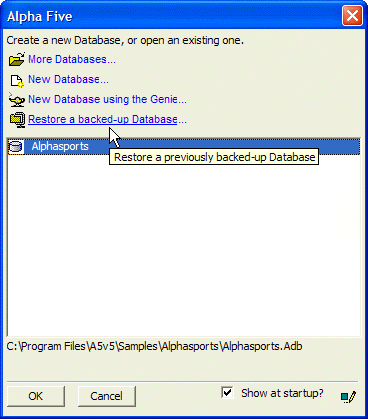 Alpha Five
Create a new Database, or open an existing one.
More Databases...
New Database...
New Database using the Genie...
Restore a backed-up Database...
Alphasports
Restore a previously backed-up Database
C:\Program Files\A5v5\Samples\Alphasports\Alphasports.Adb
OK Cancel Show at startup?